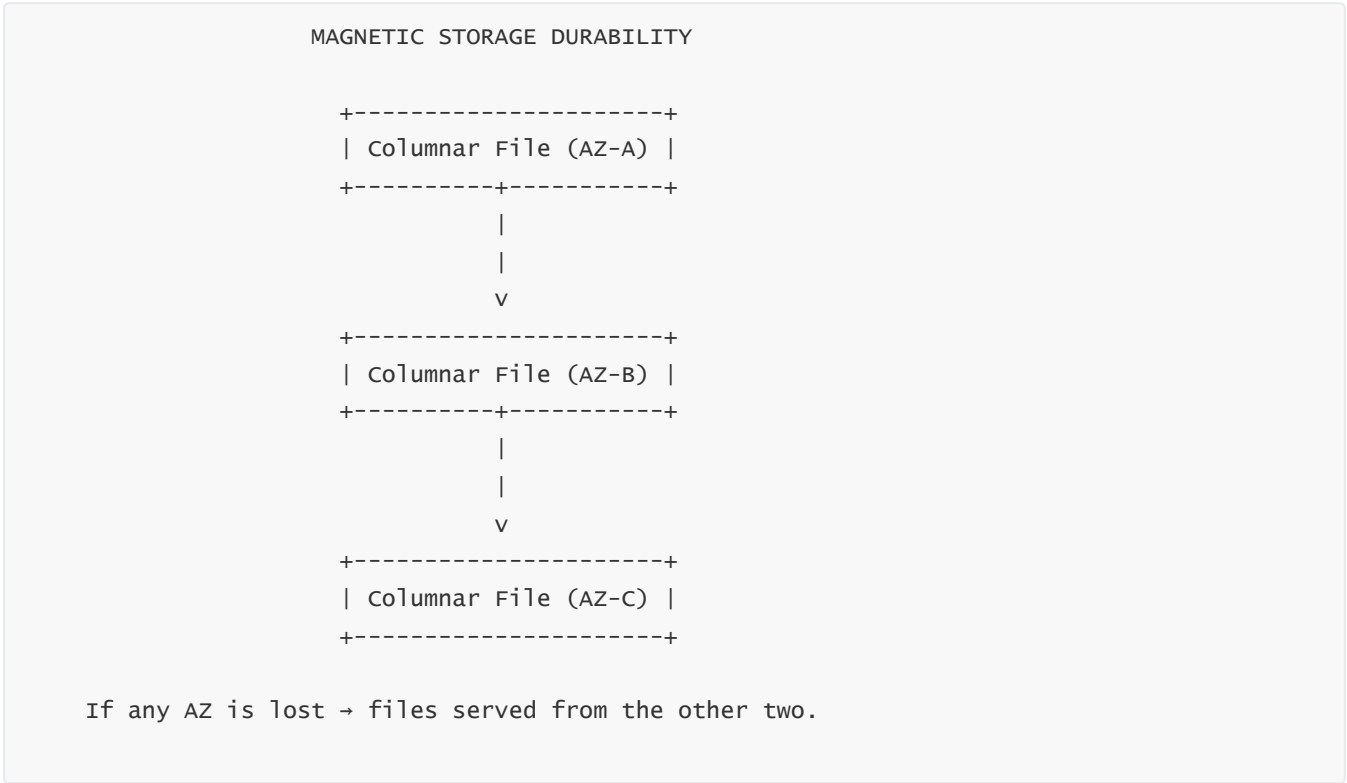 MAGNETIC STORAGE DURABILITY
+----------------------+
| Columnar File (AZ-A) |
+----------+-----------+
|
|
v
+----------------------+
| Columnar File (AZ-B) |
+----------+-----------+
|
|
v
+----------------------+
| Columnar File (AZ-C) |
+----------------------+
If any AZ is lost → files served from the other two.